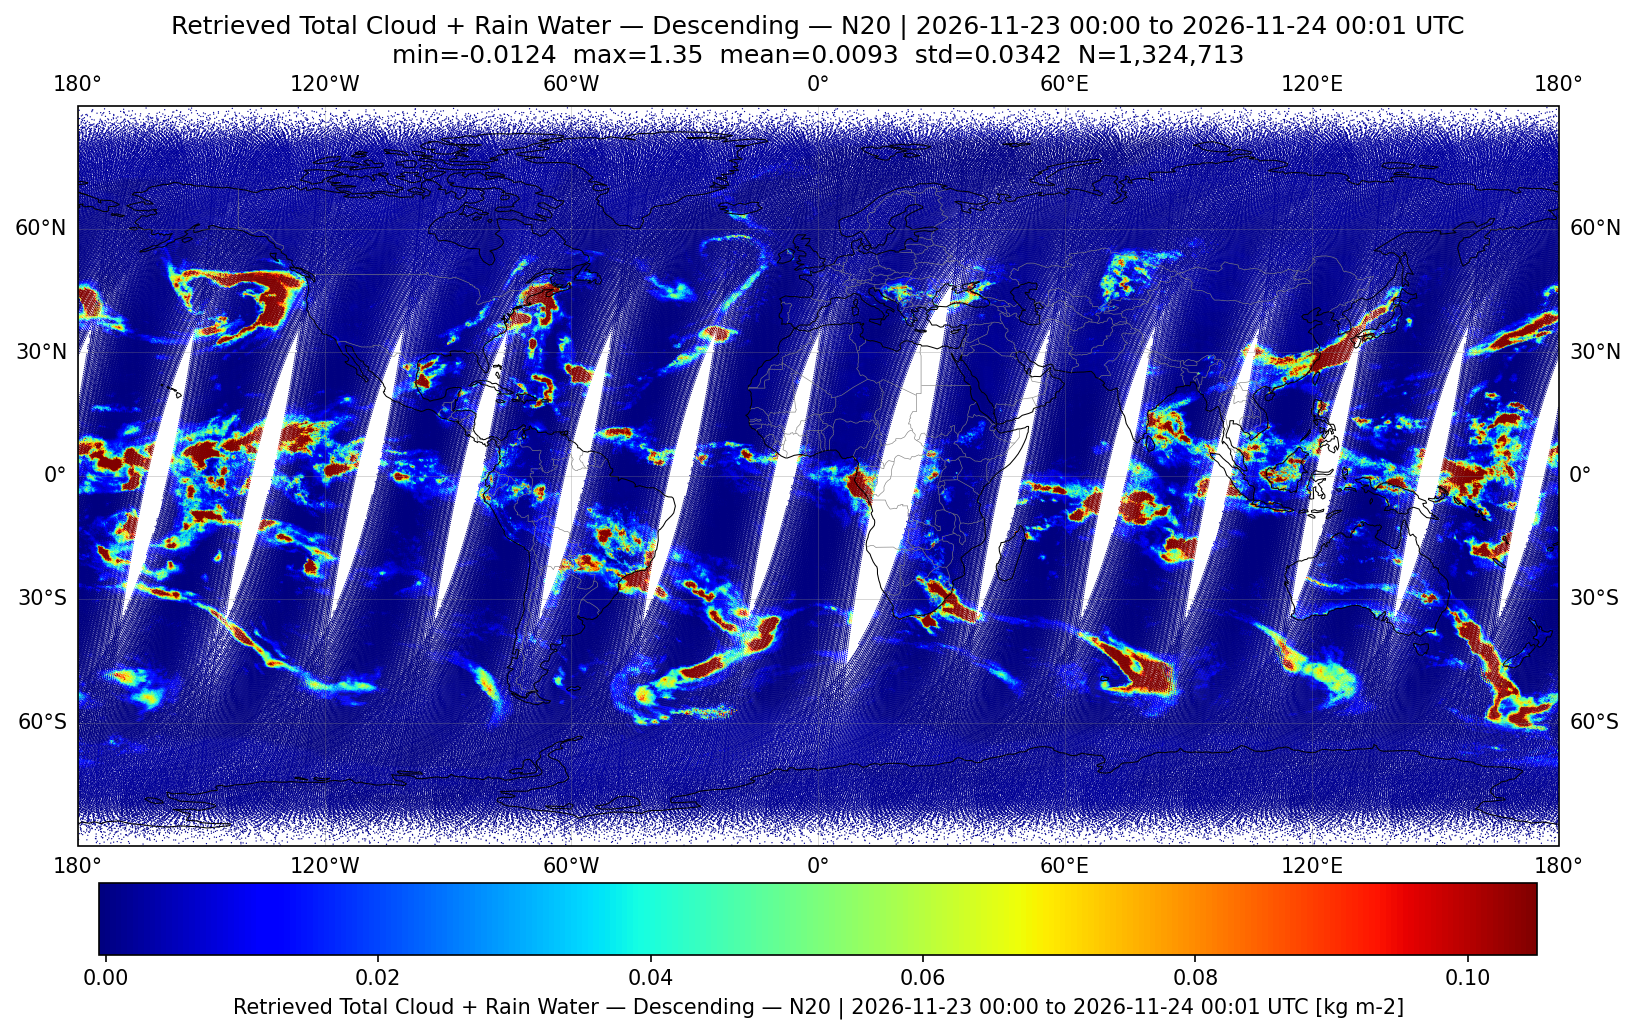 Retrieved Total Cloud + Rain Water — Descending — N20 | 2026-11-23 00:00 to 2026-11-24 00:01 UTC
min=-0.0124  max=1.35  mean=0.0093  std=0.0342  N=1,324,713
180° 120°W 60°W 0° 60°E 120°E 180°
60°N 60°N
30°N 30°N
0° 0°
30°S 30°S
60°S 60°S
180° 120°W 60°W 0° 60°E 120°E 180°
0.00 0.02 0.04 0.06 0.08 0.10
Retrieved Total Cloud + Rain Water — Descending — N20 | 2026-11-23 00:00 to 2026-11-24 00:01 UTC [kg m-2]